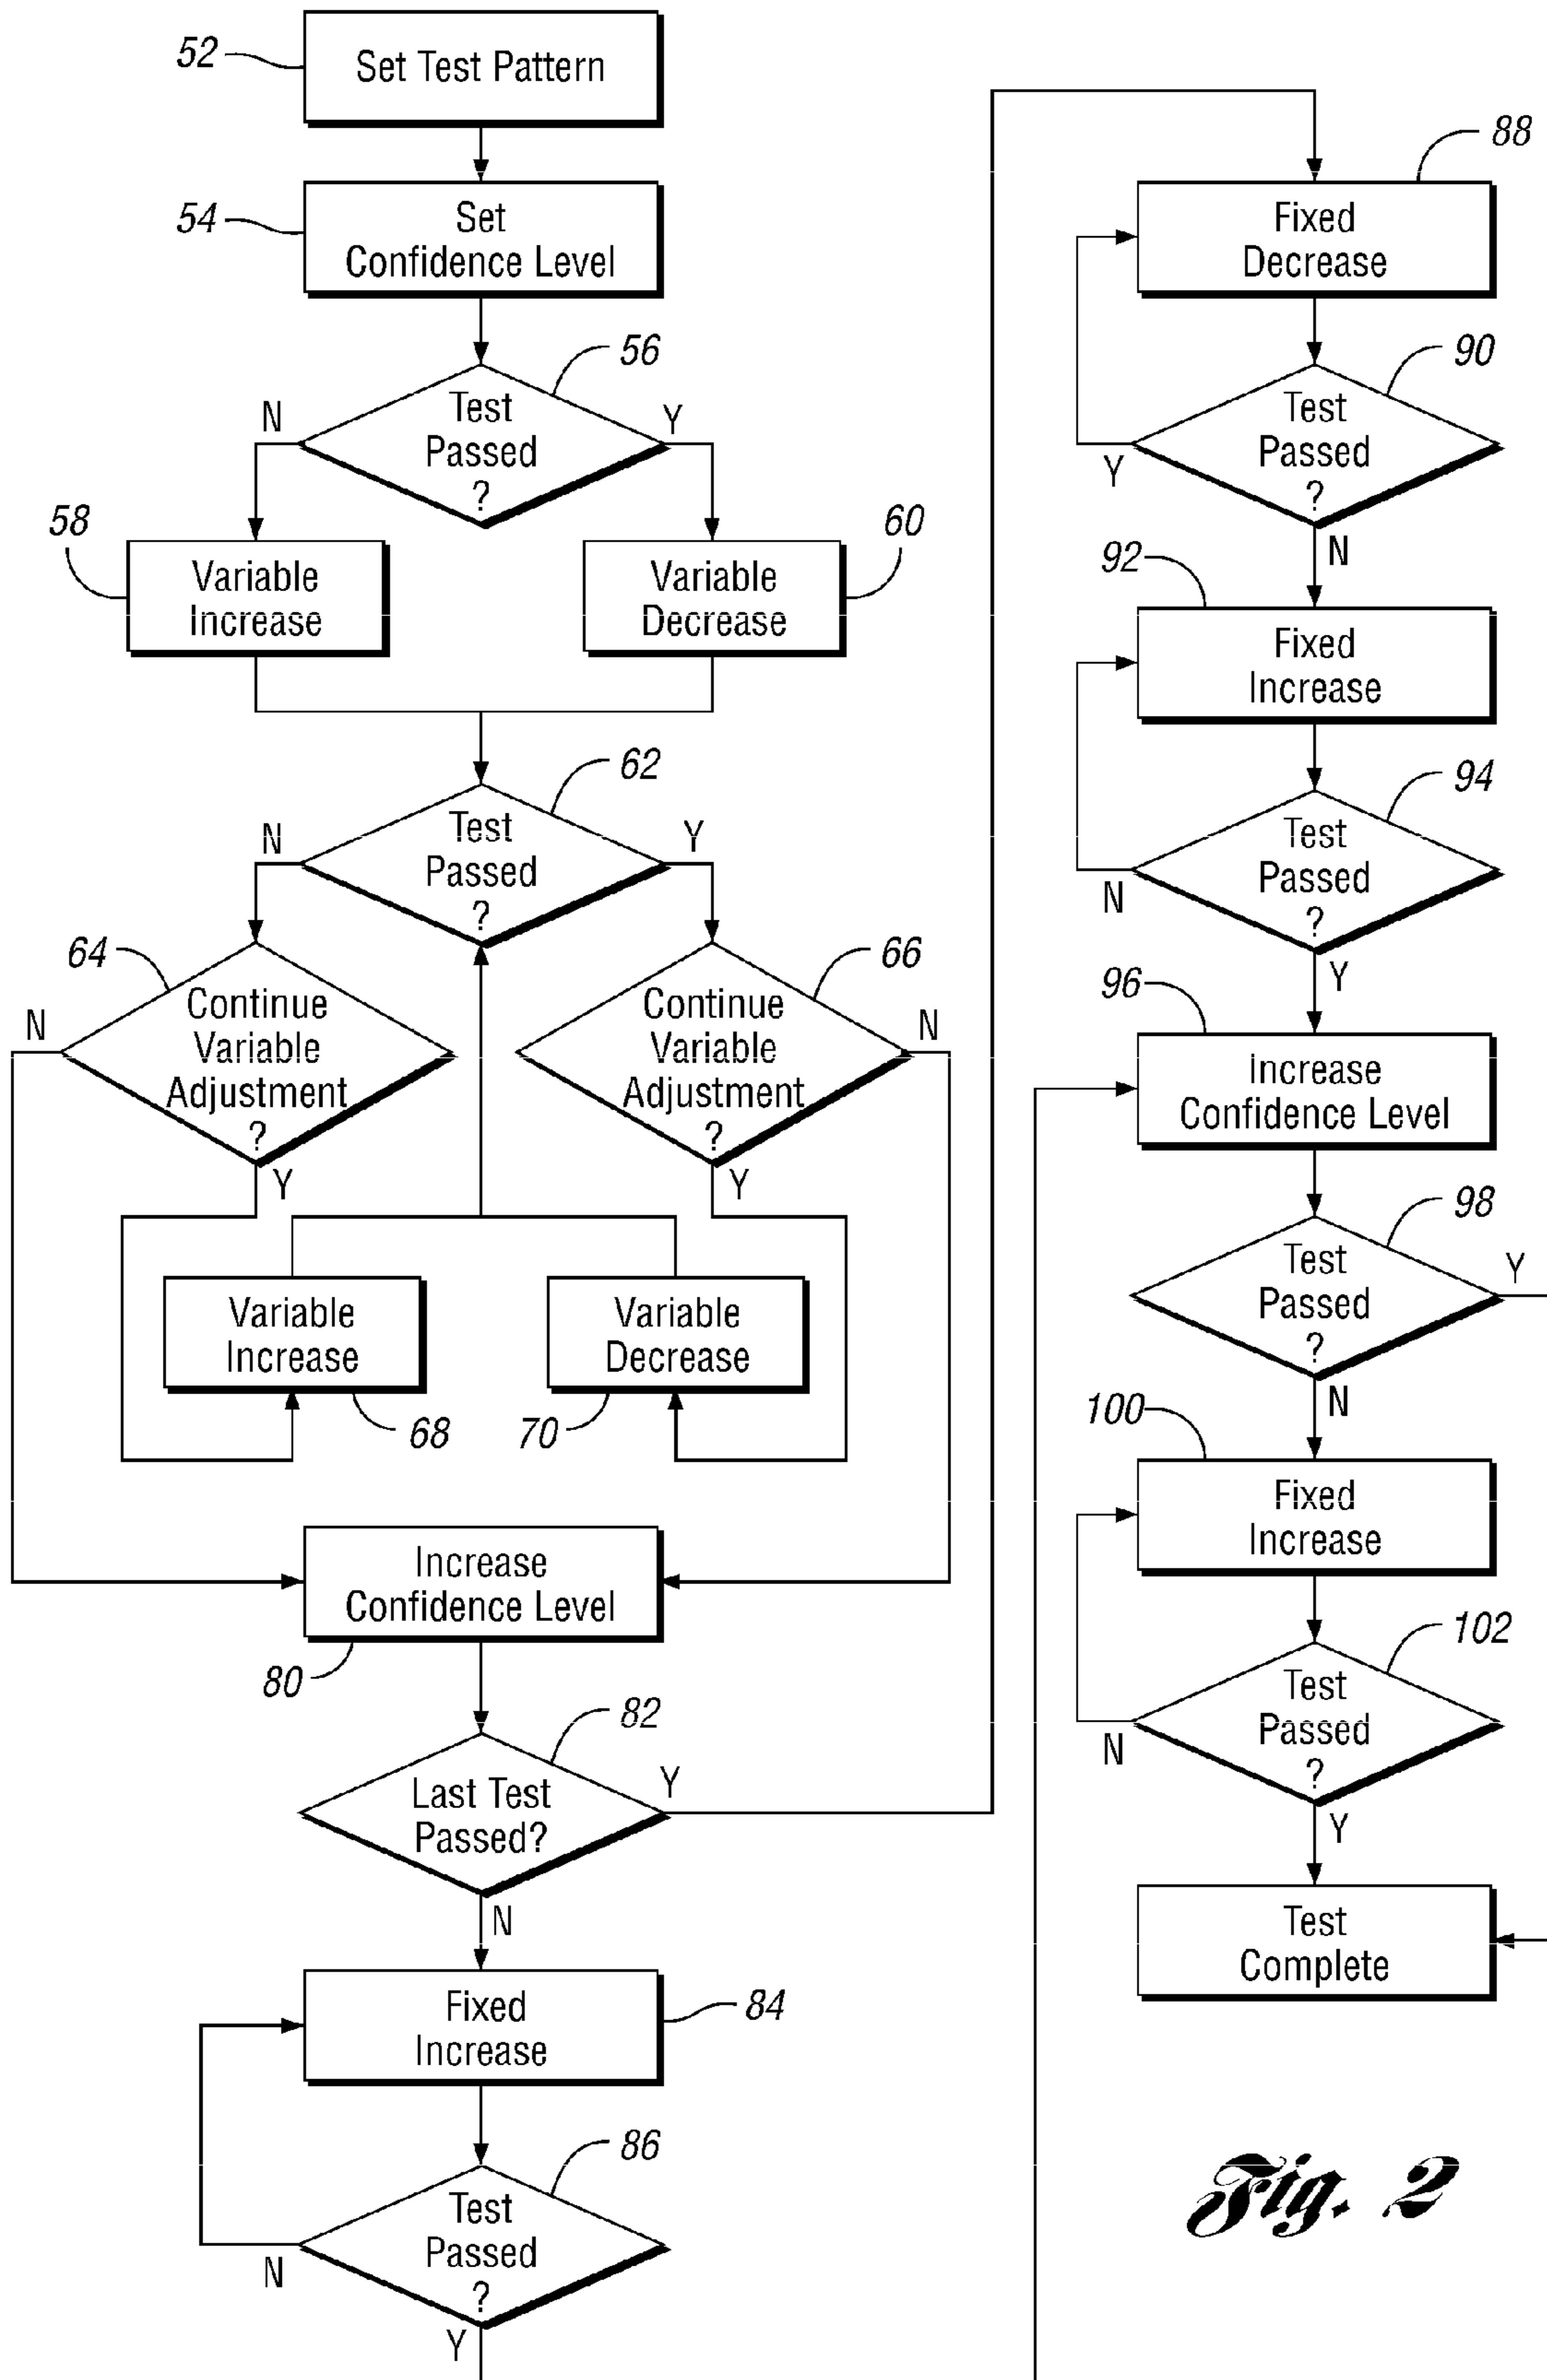 52
Set Test Pattern
54
Set
Confidence Level
56
Test
Passed
?
N
Y
58
Variable
Increase
60
Variable
Decrease
62
Test
Passed
?
N
Y
64
Continue
Variable
Adjustment
?
N
Y
66
Continue
Variable
Adjustment
?
N
Y
Variable
Increase
68
Variable
Decrease
70
Increase
Confidence Level
80
82
Last Test
Passed?
Y
N
Fixed
Increase
84
86
Test
Passed
?
N
Y
88
Fixed
Decrease
90
Test
Passed
?
Y
N
92
Fixed
Increase
94
Test
Passed
?
N
Y
96
Increase
Confidence Level
98
Test
Passed
?
Y
N
100
Fixed
Increase
102
Test
Passed
?
N
Y
Test
Complete
Fig. 2